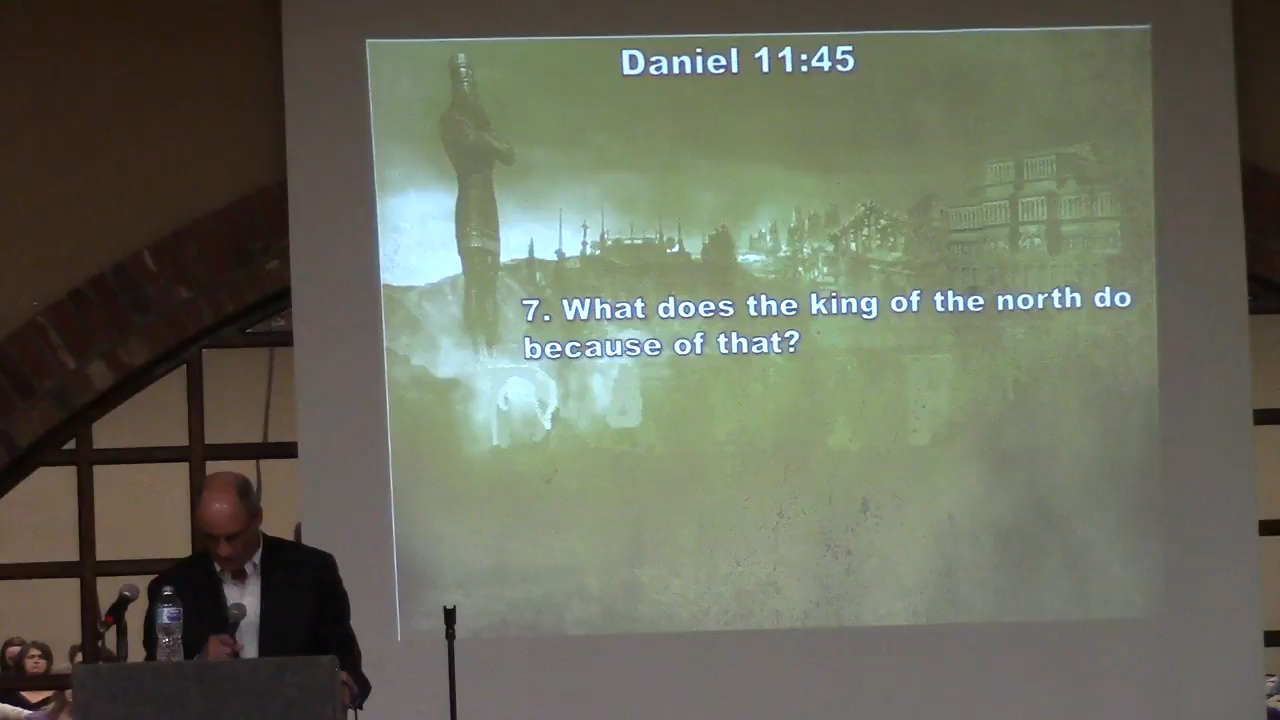 Daniel 11:45
7. What does the king of the north do
because of that?